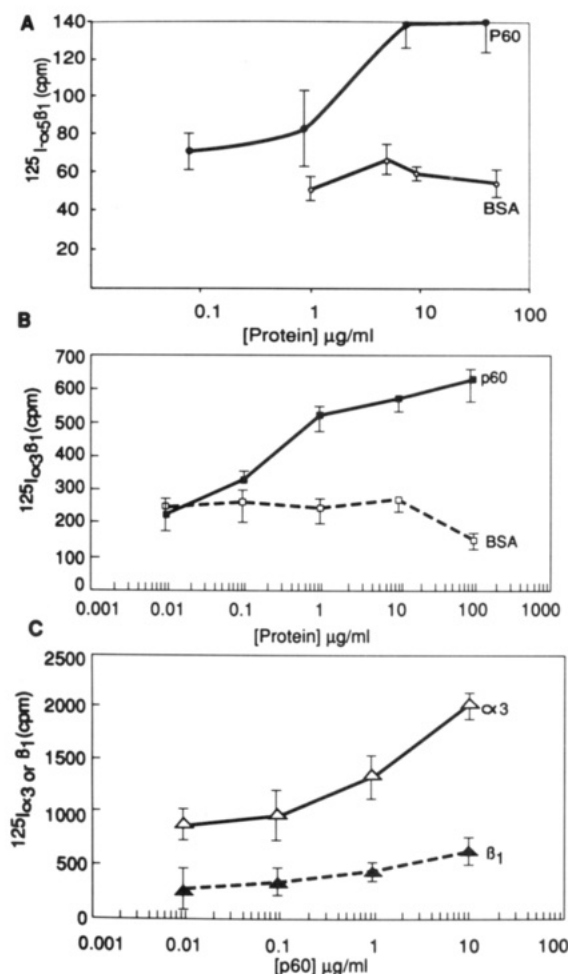 A
¹²⁵I-α5β1 (cpm)
140
120
100
80
60
40
20
0.1
1
10
100
[Protein] µg/ml
P60
BSA
B
¹²⁵Iα3β1(cpm)
700
600
500
400
300
200
100
0
0.001
0.01
0.1
1
10
100
1000
[Protein] µg/ml
p60
BSA
C
¹²⁵Iα3 or β₁(cpm)
2500
2000
1500
1000
500
0
0.001
0.01
0.1
1
10
100
[p60] µg/ml
α3
β₁